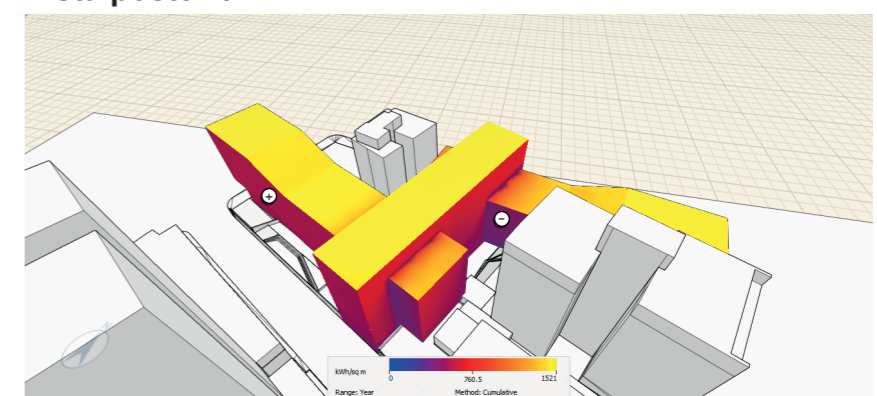 +
−
kWh/sq m
0
760.5
1521
Range: Year
Method: Cumulative